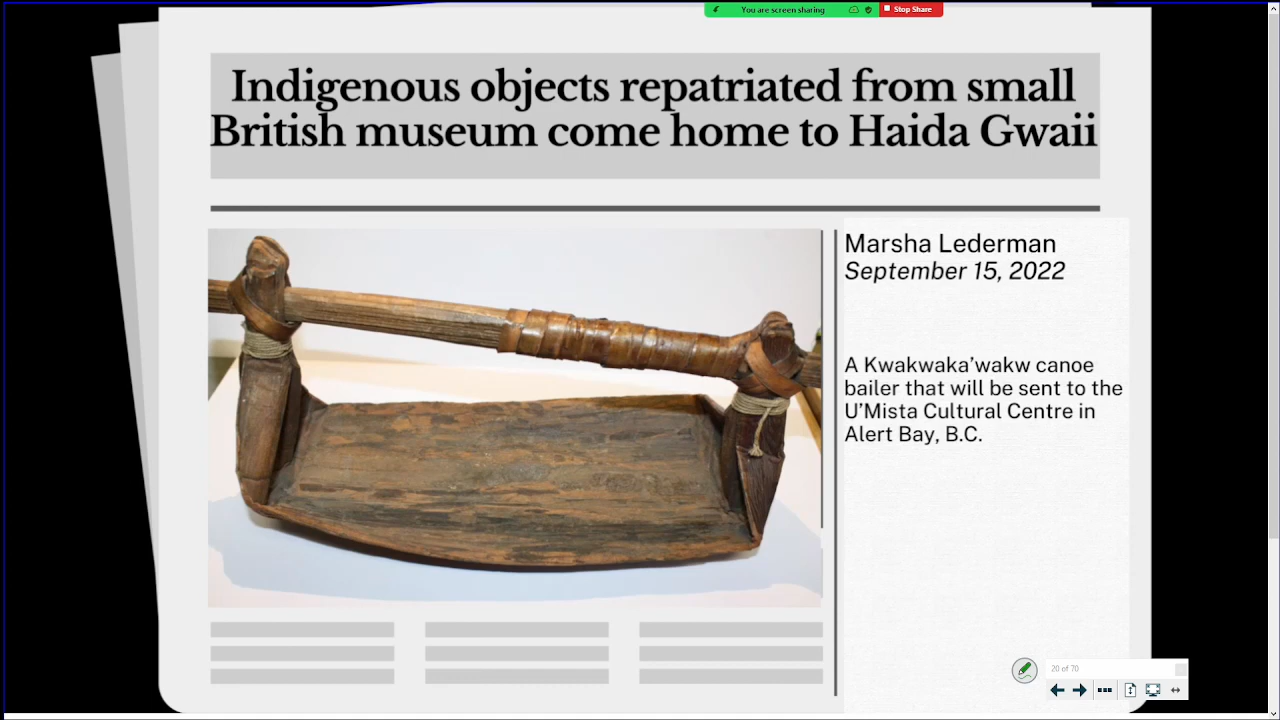 You are screen sharing
Stop Share
Indigenous objects repatriated from small
British museum come home to Haida Gwaii
Marsha Lederman
September 15, 2022
A Kwakwaka’wakw canoe
bailer that will be sent to the
U’Mista Cultural Centre in
Alert Bay, B.C.
20 of 70